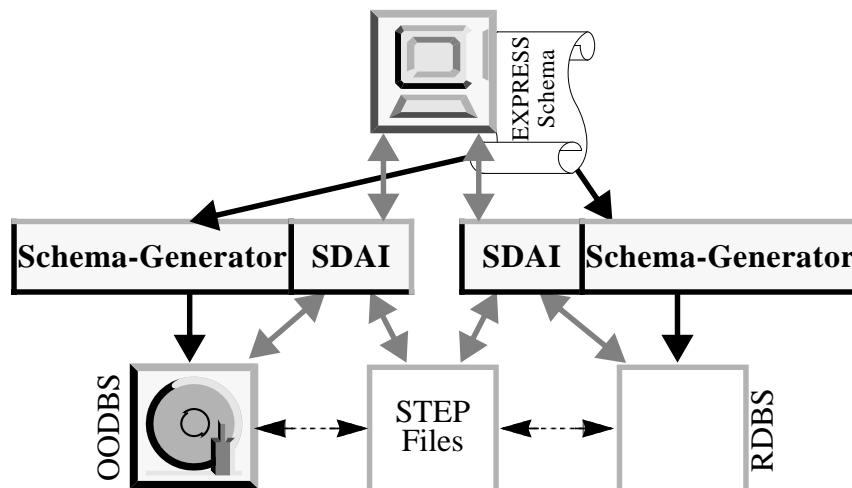 EXPRESS
Schema
Schema-Generator
SDAI
SDAI
Schema-Generator
OODBS
STEP
Files
RDBS